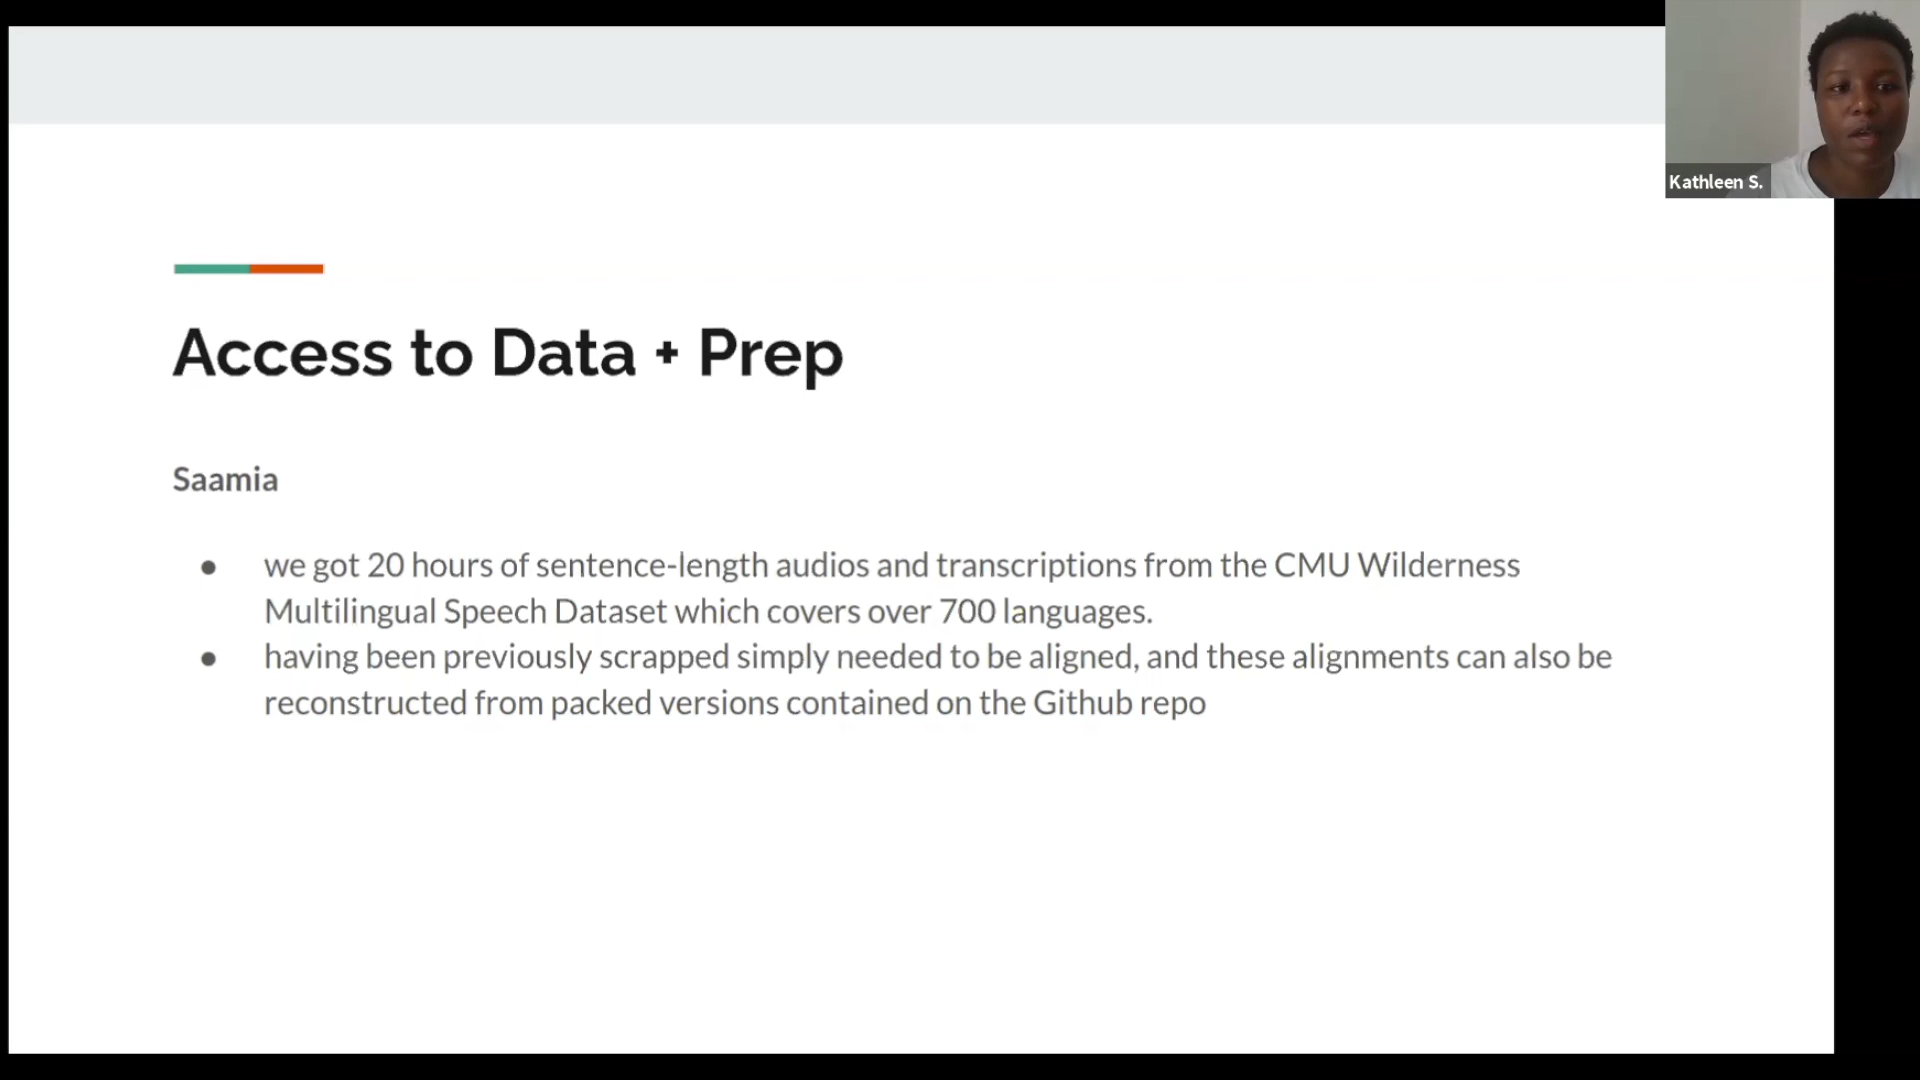 Kathleen S.
Access to Data + Prep
Saamia
● we got 20 hours of sentence-length audios and transcriptions from the CMU Wilderness
Multilingual Speech Dataset which covers over 700 languages.
● having been previously scrapped simply needed to be aligned, and these alignments can also be
reconstructed from packed versions contained on the Github repo